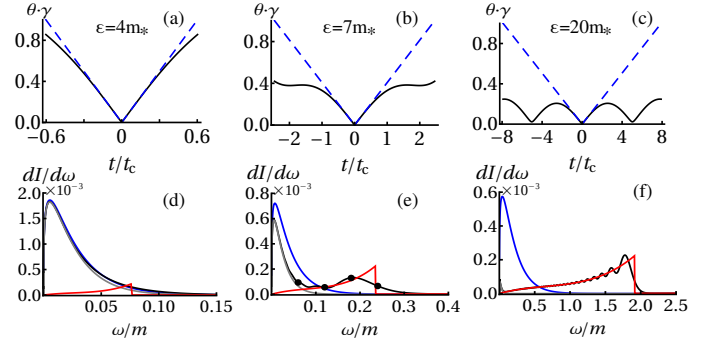 θ·γ (a) ε=4m* (b) ε=7m* θ·γ ε=20m* (c)
0.8 0.8 0.8
0.4 0.4 0.4
0.0 0.0 0.0
−0.6 0 0.6 −2 −1 0 1 2 −8 −4 0 4 8
t/tc t/tc t/tc
dI/dω dI/dω dI/dω
2.0 ×10⁻³ (d) 0.8 ×10⁻³ (e) 0.6 ×10⁻³ (f)
1.5 0.6 0.4
1.0 0.4 0.2
0.5 0.2
0.0 0.0 0.0
0.05 0.10 0.15 0.1 0.2 0.3 0.4 0.5 1.0 1.5 2.0 2.5
ω/m ω/m ω/m